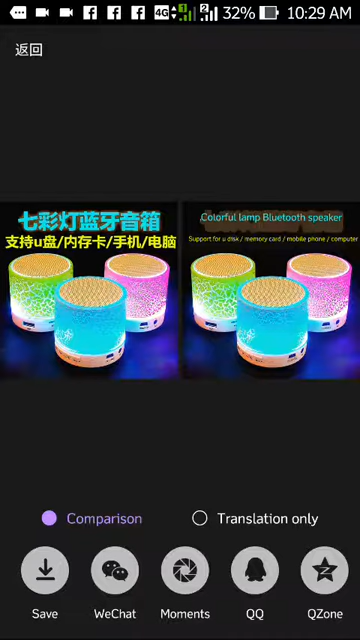 4G 1 2 32% 10:29 AM
返回
七彩灯蓝牙音箱
支持u盘/内存卡/手机/电脑
Colorful lamp Bluetooth speaker
Support for u disk / memory card / mobile phone / computer
Comparison
Translation only
Save
WeChat
Moments
QQ
QZone